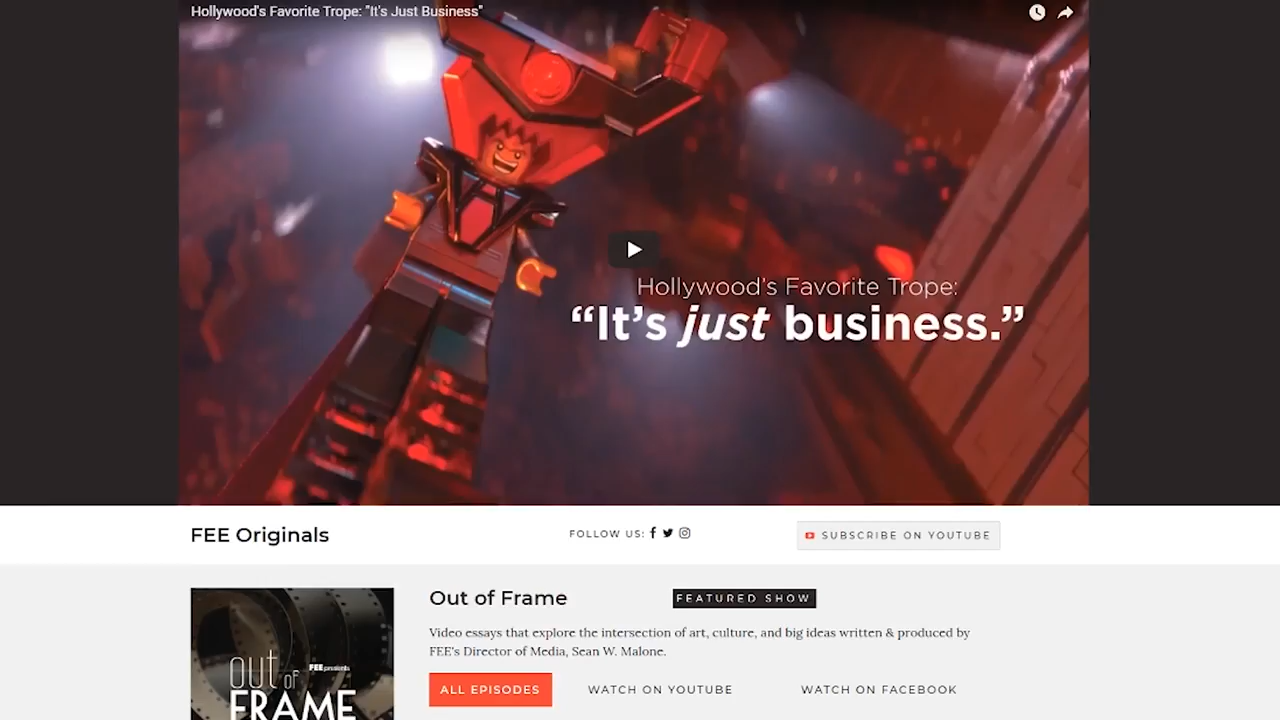 Hollywood's Favorite Trope: "It's Just Business"
Hollywood's Favorite Trope:
“It’s just business.”
FEE Originals
FOLLOW US:
SUBSCRIBE ON YOUTUBE
Out of Frame
FEATURED SHOW
Video essays that explore the intersection of art, culture, and big ideas written & produced by
FEE's Director of Media, Sean W. Malone.
ALL EPISODES
WATCH ON YOUTUBE
WATCH ON FACEBOOK
FEE presents
out of
FRAME